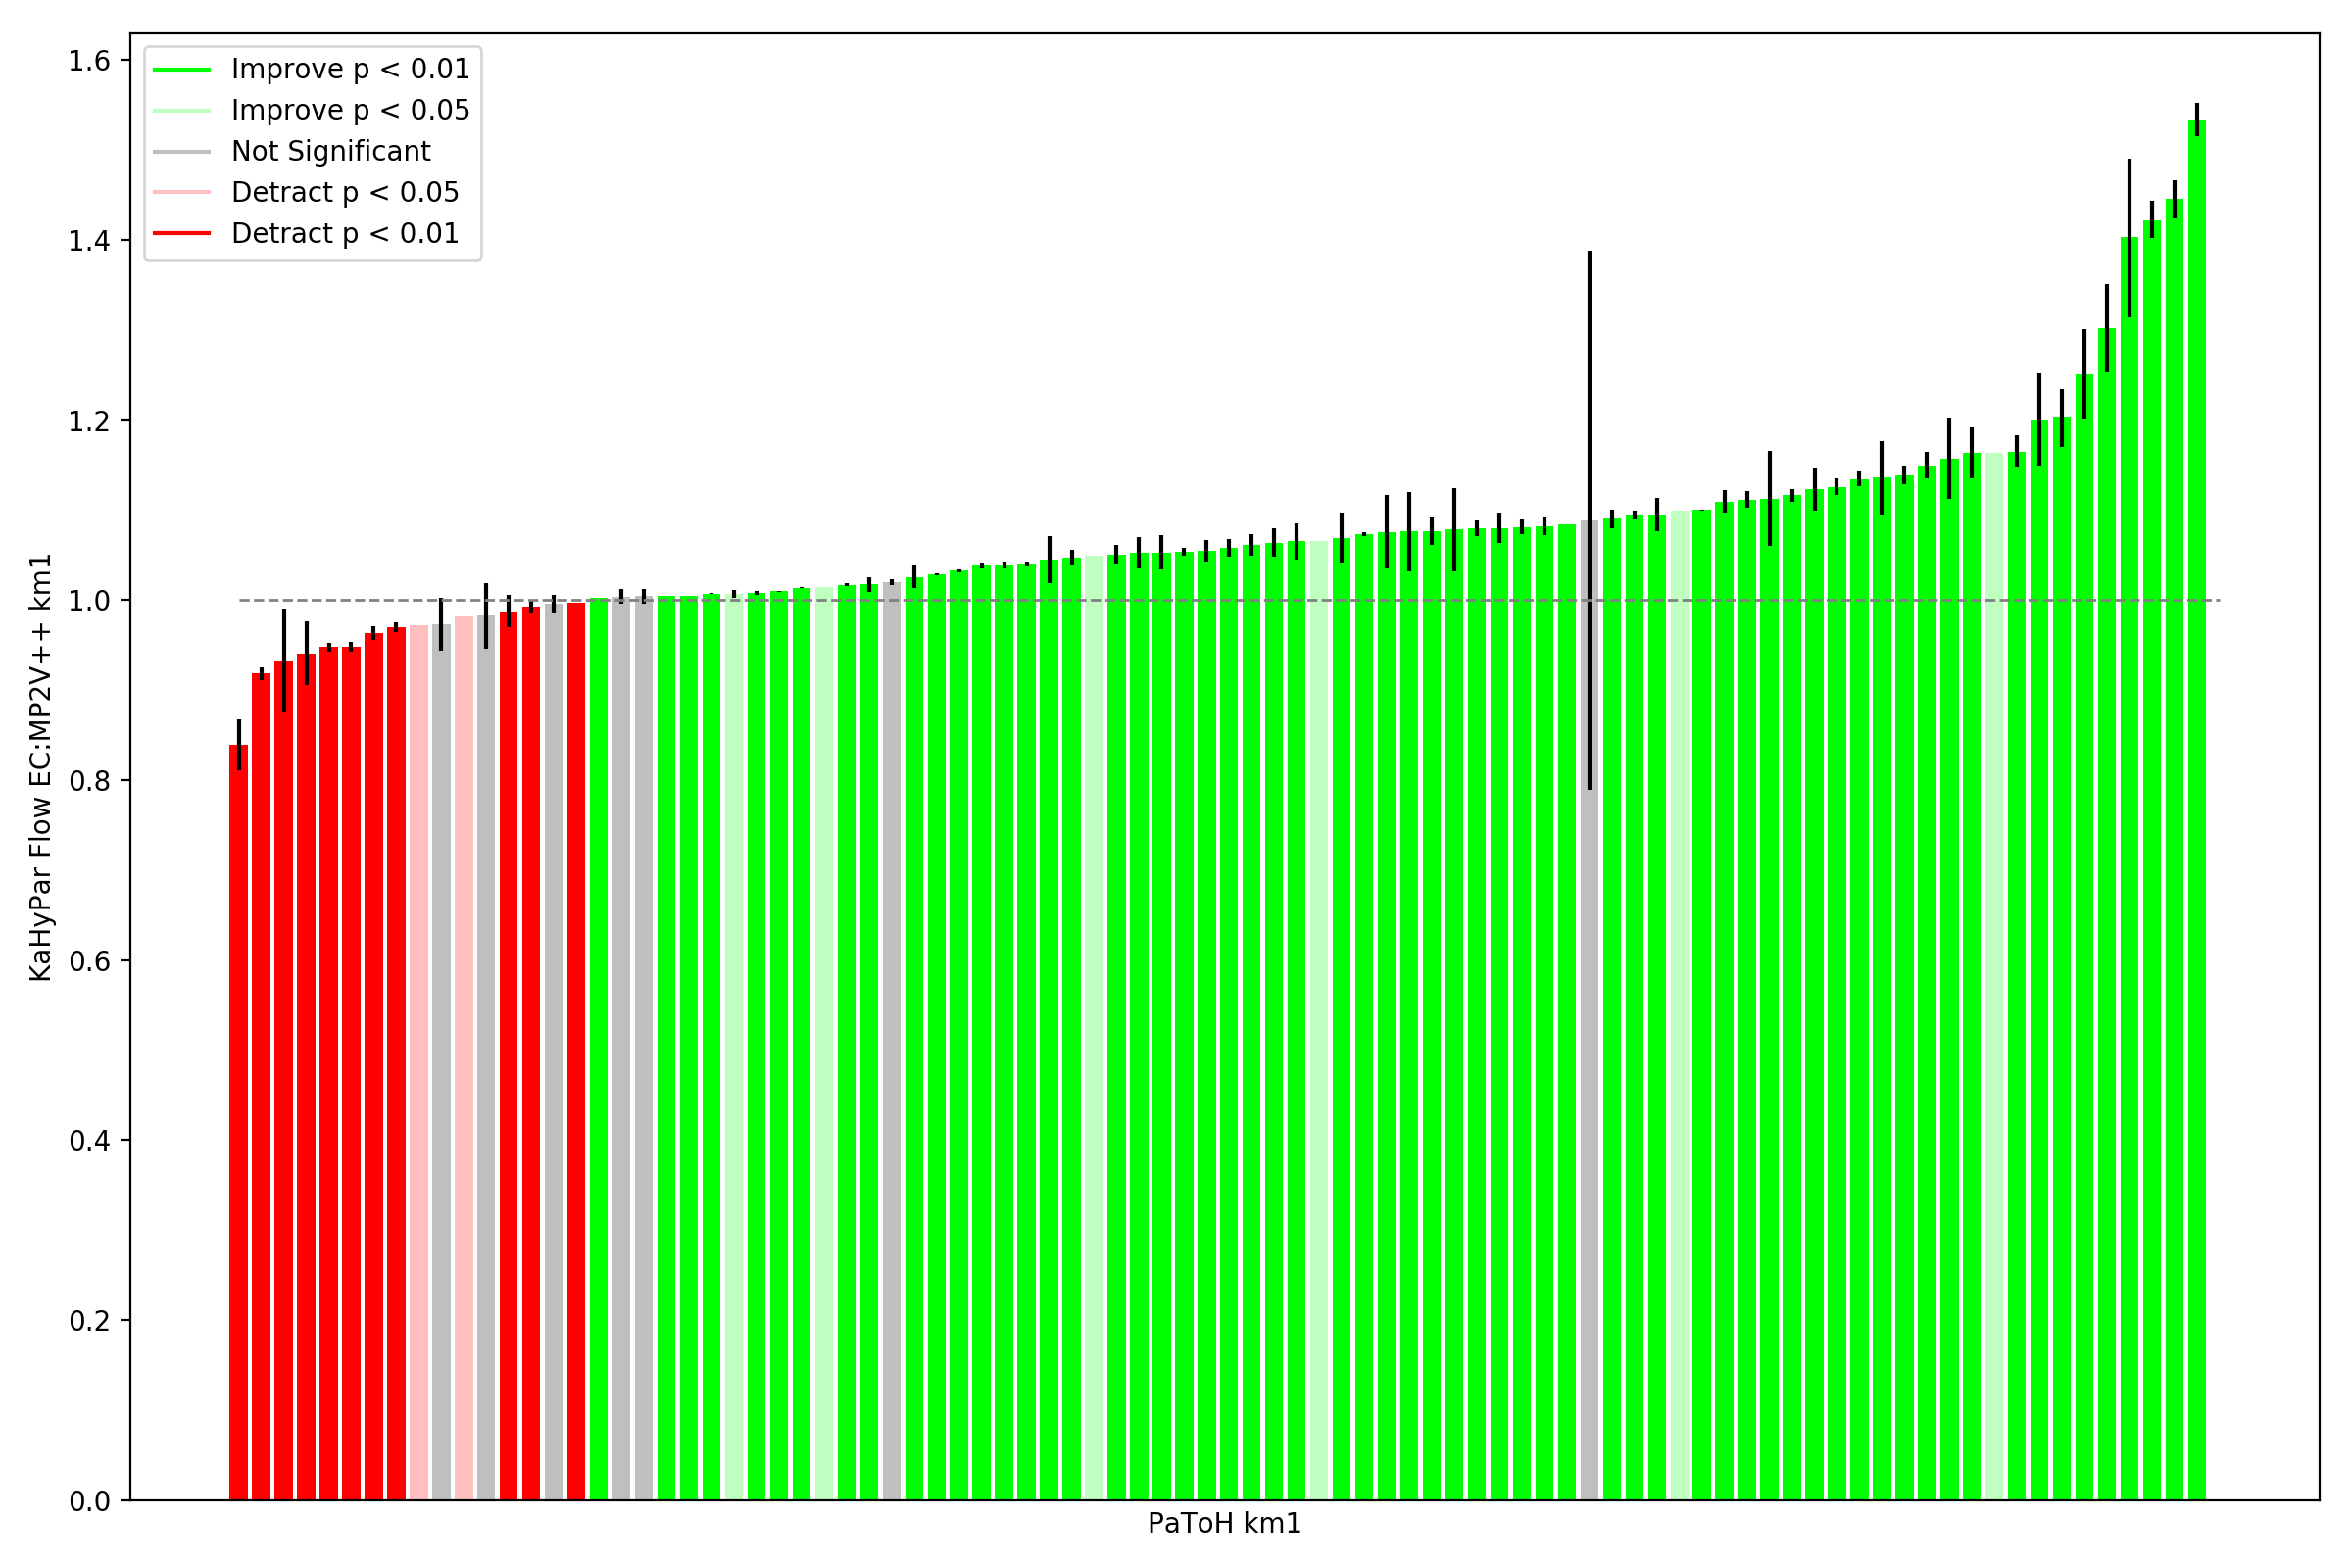 KaHyPar Flow EC:MP2V++ km1
1.6
1.4
1.2
1.0
0.8
0.6
0.4
0.2
0.0
Improve p < 0.01
Improve p < 0.05
Not Significant
Detract p < 0.05
Detract p < 0.01
PaToH km1